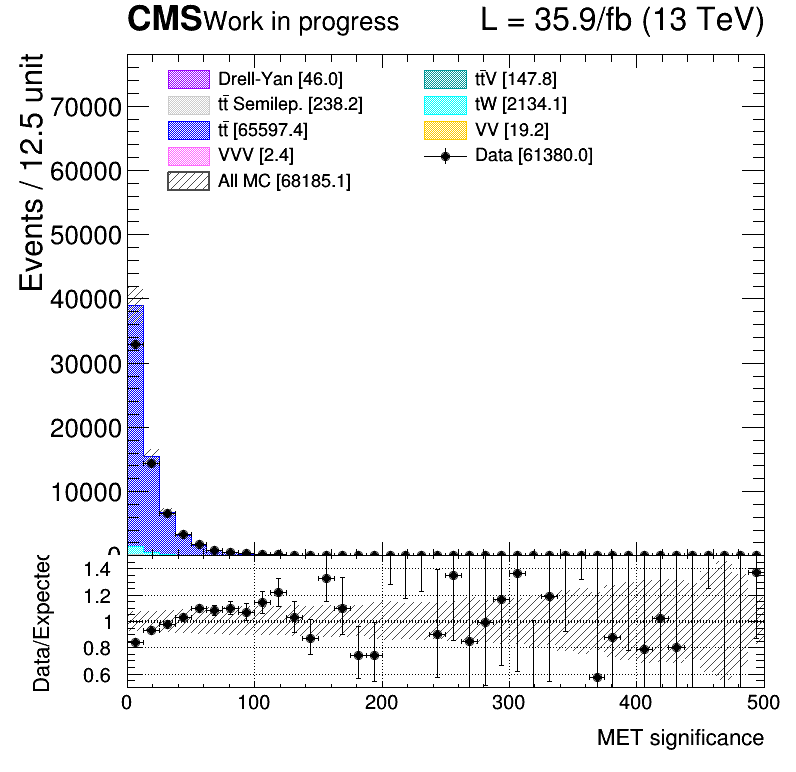 CMS Work in progress L = 35.9/fb (13 TeV)
Drell-Yan [46.0]
tt̄ Semilep. [238.2]
tt̄ [65597.4]
VVV [2.4]
All MC [68185.1]
tt̄V [147.8]
tW [2134.1]
VV [19.2]
Data [61380.0]
Events / 12.5 unit
70000
60000
50000
40000
30000
20000
10000
0
Data/Expected
1.4
1.2
1
0.8
0.6
0 100 200 300 400 500
MET significance